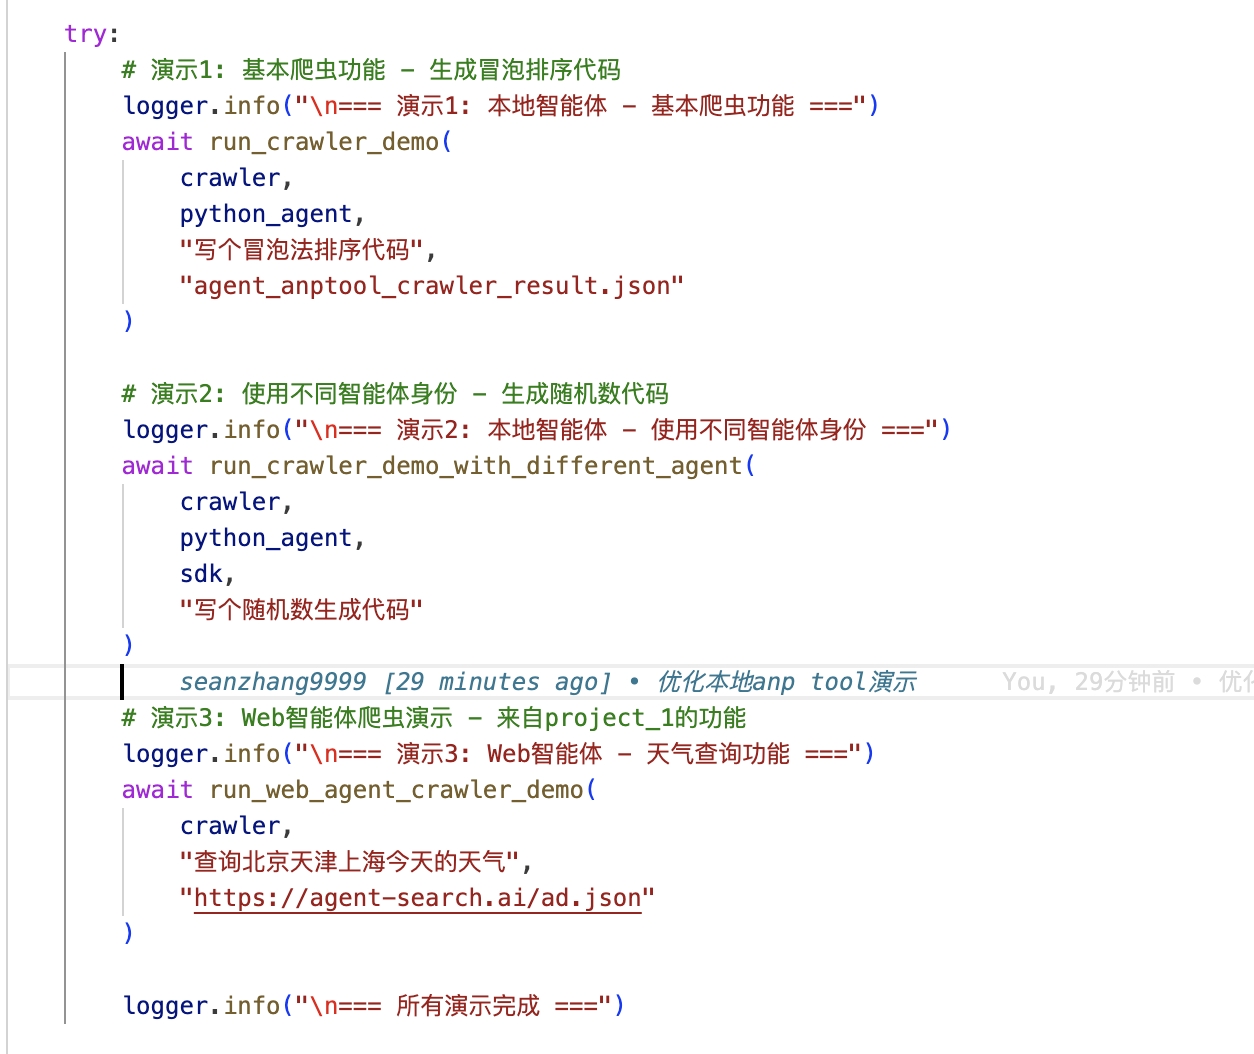 try:
# 演示1: 基本爬虫功能 - 生成冒泡排序代码
logger.info("\n=== 演示1: 本地智能体 - 基本爬虫功能 ===")
await run_crawler_demo(
crawler,
python_agent,
"写个冒泡法排序代码",
"agent_anptool_crawler_result.json"
)
# 演示2: 使用不同智能体身份 - 生成随机数代码
logger.info("\n=== 演示2: 本地智能体 - 使用不同智能体身份 ===")
await run_crawler_demo_with_different_agent(
crawler,
python_agent,
sdk,
"写个随机数生成代码"
)
seanzhang9999 [29 minutes ago] • 优化本地anp tool演示 You, 29分钟前 • 优
# 演示3: Web智能体爬虫演示 - 来自project_1的功能
logger.info("\n=== 演示3: Web智能体 - 天气查询功能 ===")
await run_web_agent_crawler_demo(
crawler,
"查询北京天津上海今天的天气",
"https://agent-search.ai/ad.json"
)
logger.info("\n=== 所有演示完成 ===")